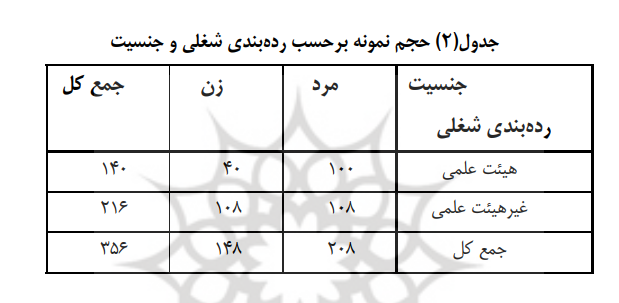 جدول(۲) حجم نمونه برحسب رده‌بندی شغلی و جنسیت
جنسیت مرد زن جمع کل
رده‌بندی شغلی
هیئت علمی ۱۰۰ ۴۰ ۱۴۰
غیرهیئت علمی ۱۰۸ ۱۰۸ ۲۱۶
جمع کل ۲۰۸ ۱۴۸ ۳۵۶